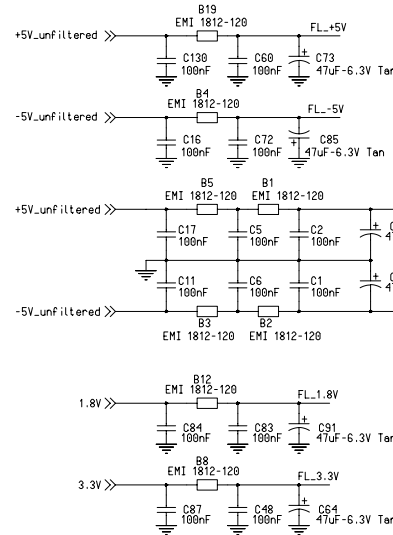 B19
EMI 1812-120
+5V_unfiltered
FL_+5V
C130
100nF
C60
100nF
+
C73
47uF-6.3V Tan
B4
EMI 1812-120
-5V_unfiltered
FL_-5V
C16
100nF
C72
100nF
+
C85
47uF-6.3V Tan
B5
EMI 1812-120
B1
EMI 1812-120
+5V_unfiltered
C17
100nF
C5
100nF
C2
100nF
+
C11
100nF
C6
100nF
C1
100nF
+
-5V_unfiltered
B3
EMI 1812-120
B2
EMI 1812-120
B12
EMI 1812-120
1.8V
FL_1.8V
C84
100nF
C83
100nF
+
C91
47uF-6.3V Tan
B8
EMI 1812-120
3.3V
FL_3.3V
C87
100nF
C48
100nF
+
C64
47uF-6.3V Tan